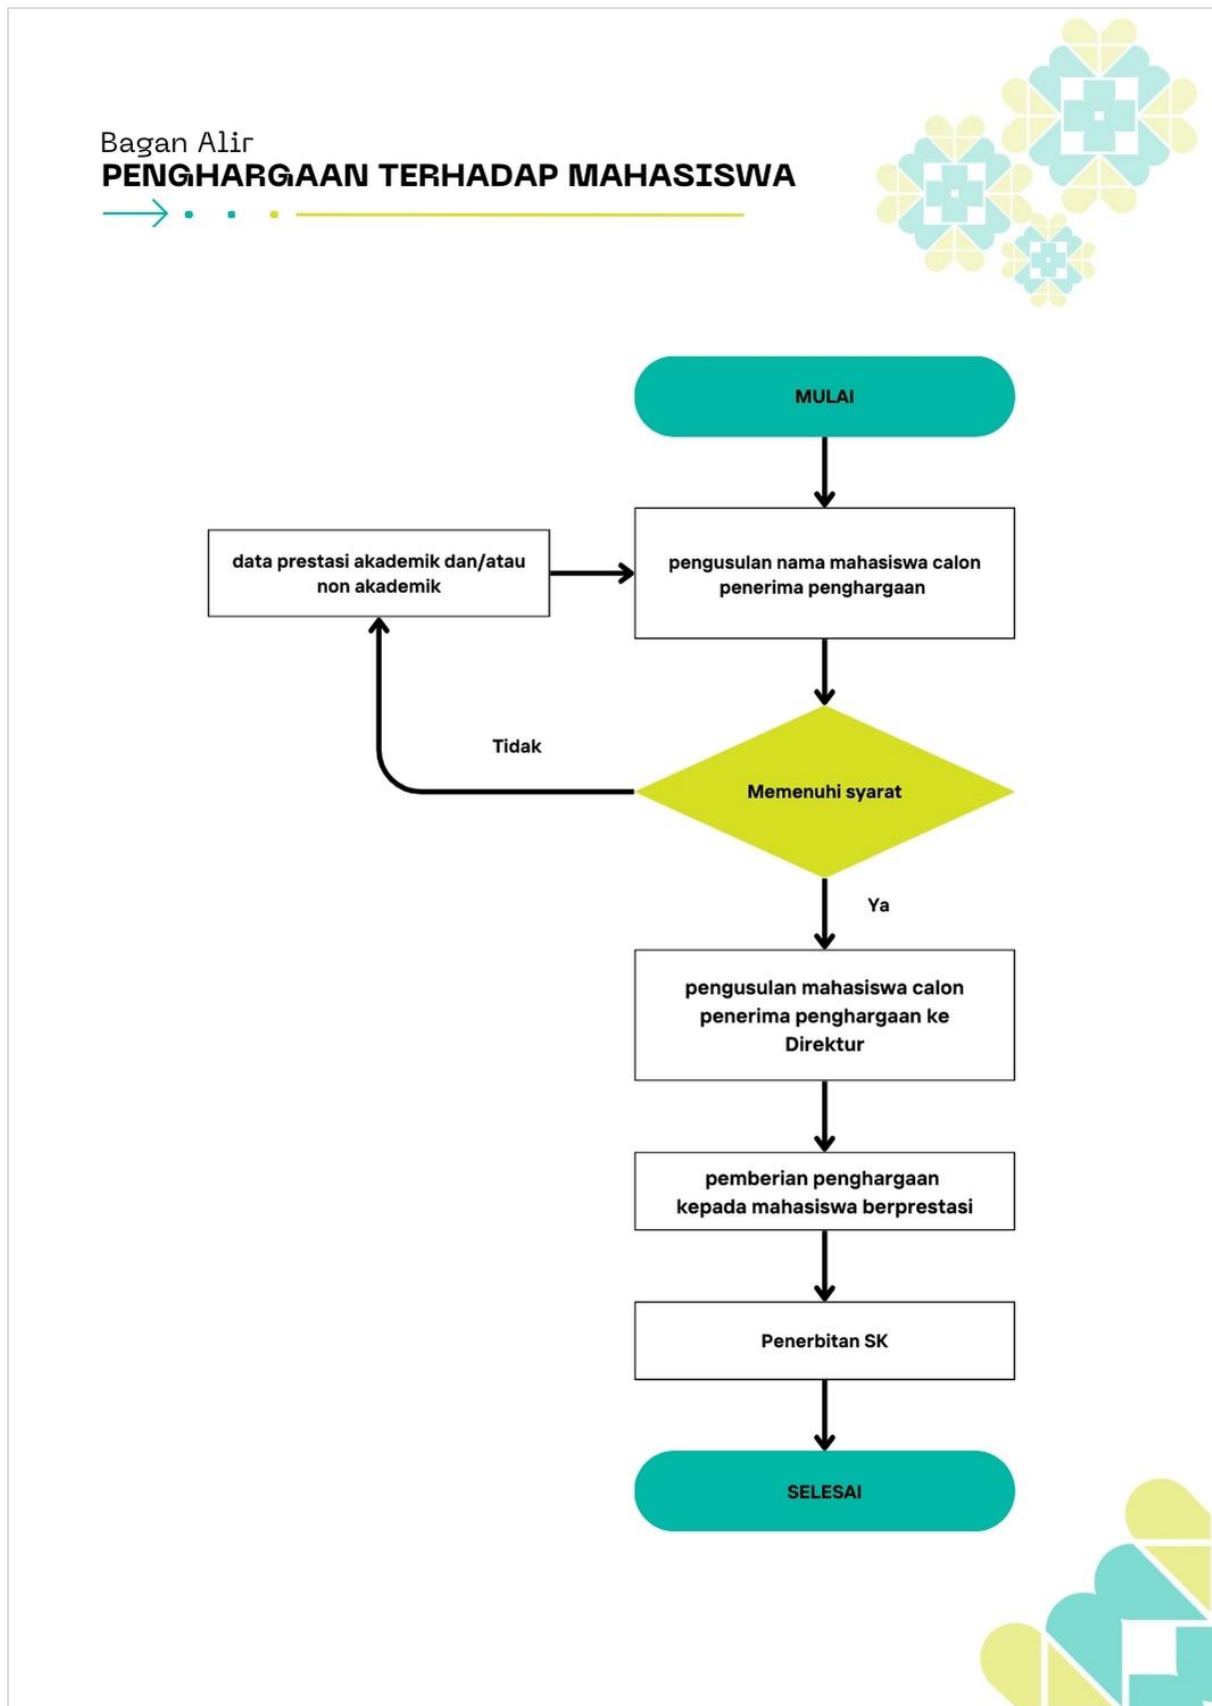 Bagan Alir
PENGHARGAAN TERHADAP MAHASISWA
MULAI
data prestasi akademik dan/atau
non akademik
pengusulan nama mahasiswa calon
penerima penghargaan
Tidak
Memenuhi syarat
Ya
pengusulan mahasiswa calon
penerima penghargaan ke
Direktur
pemberian penghargaan
kepada mahasiswa berprestasi
Penerbitan SK
SELESAI